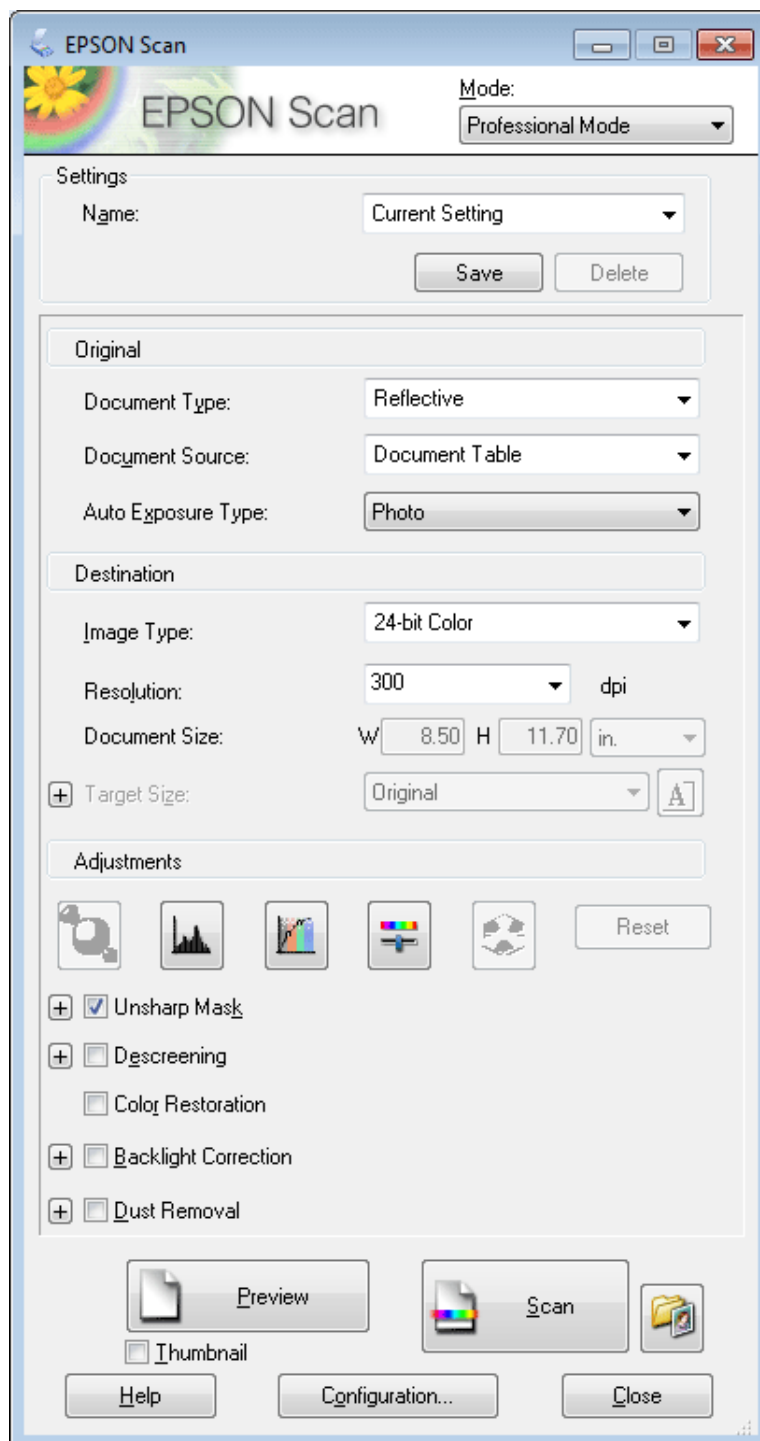 EPSON Scan
EPSON Scan
Mode:
Professional Mode
Settings
Name:
Current Setting
Save
Delete
Original
Document Type:
Reflective
Document Source:
Document Table
Auto Exposure Type:
Photo
Destination
Image Type:
24-bit Color
Resolution:
300
dpi
Document Size:
W 8.50 H 11.70 in.
Target Size:
Original
A
Adjustments
Reset
Unsharp Mask
Descreening
Color Restoration
Backlight Correction
Dust Removal
Preview
Scan
Thumbnail
Help
Configuration...
Close